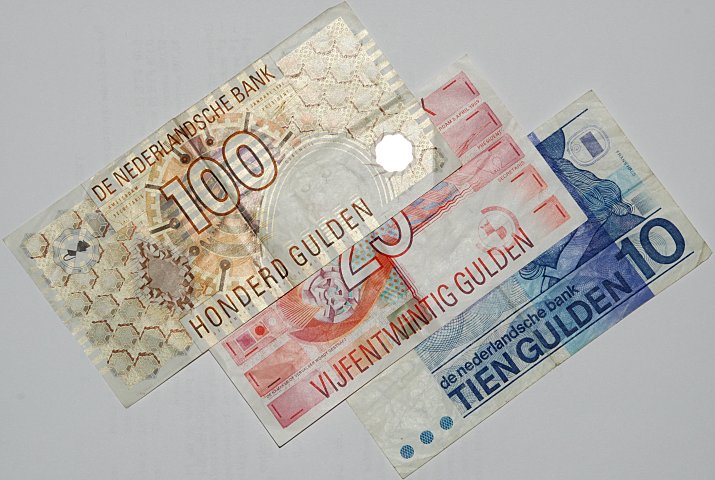 DE NEDERLANDSCHE BANK
100
HONDERD GULDEN
25
VIJFENTWINTIG GULDEN
10
de nederlandsche bank
TIEN GULDEN